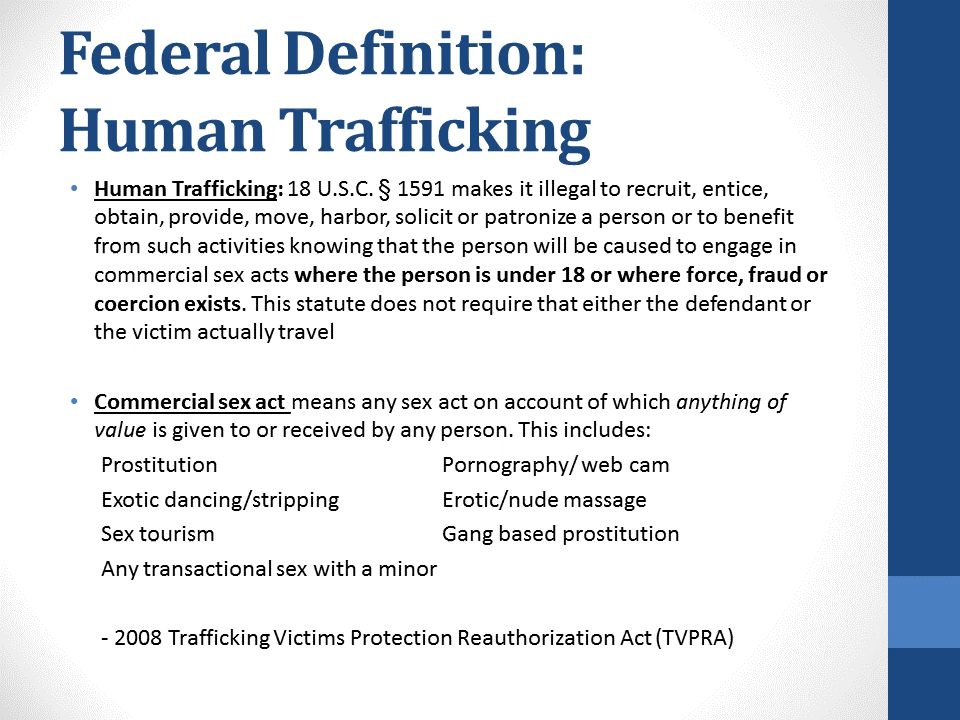 Federal Definition:
Human Trafficking
• Human Trafficking: 18 U.S.C. § 1591 makes it illegal to recruit, entice,
obtain, provide, move, harbor, solicit or patronize a person or to benefit
from such activities knowing that the person will be caused to engage in
commercial sex acts where the person is under 18 or where force, fraud or
coercion exists. This statute does not require that either the defendant or
the victim actually travel
• Commercial sex act means any sex act on account of which anything of
value is given to or received by any person. This includes:
Prostitution Pornography/ web cam
Exotic dancing/stripping Erotic/nude massage
Sex tourism Gang based prostitution
Any transactional sex with a minor
- 2008 Trafficking Victims Protection Reauthorization Act (TVPRA)